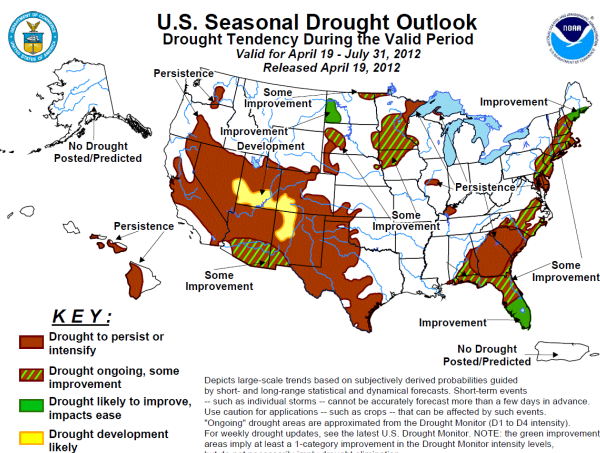 U.S. Seasonal Drought Outlook
Drought Tendency During the Valid Period
Valid for April 19 - July 31, 2012
Released April 19, 2012
NOAA
Persistence
Some
Improvement
Improvement
No Drought
Posted/Predicted
Improvement
Development
Persistence
Persistence
Some
Improvement
Some
Improvement
Some
Improvement
Improvement
No Drought
Posted/Predicted
KEY:
Drought to persist or
intensify
Drought ongoing, some
improvement
Drought likely to improve,
impacts ease
Drought development
likely
Depicts large-scale trends based on subjectively derived probabilities guided
by short- and long-range statistical and dynamical forecasts. Short-term events
-- such as individual storms -- cannot be accurately forecast more than a few days in advance.
Use caution for applications -- such as crops -- that can be affected by such events.
"Ongoing" drought areas are approximated from the Drought Monitor (D1 to D4 intensity).
For weekly drought updates, see the latest U.S. Drought Monitor. NOTE: the green improvement
areas imply at least a 1-category improvement in the Drought Monitor intensity levels,